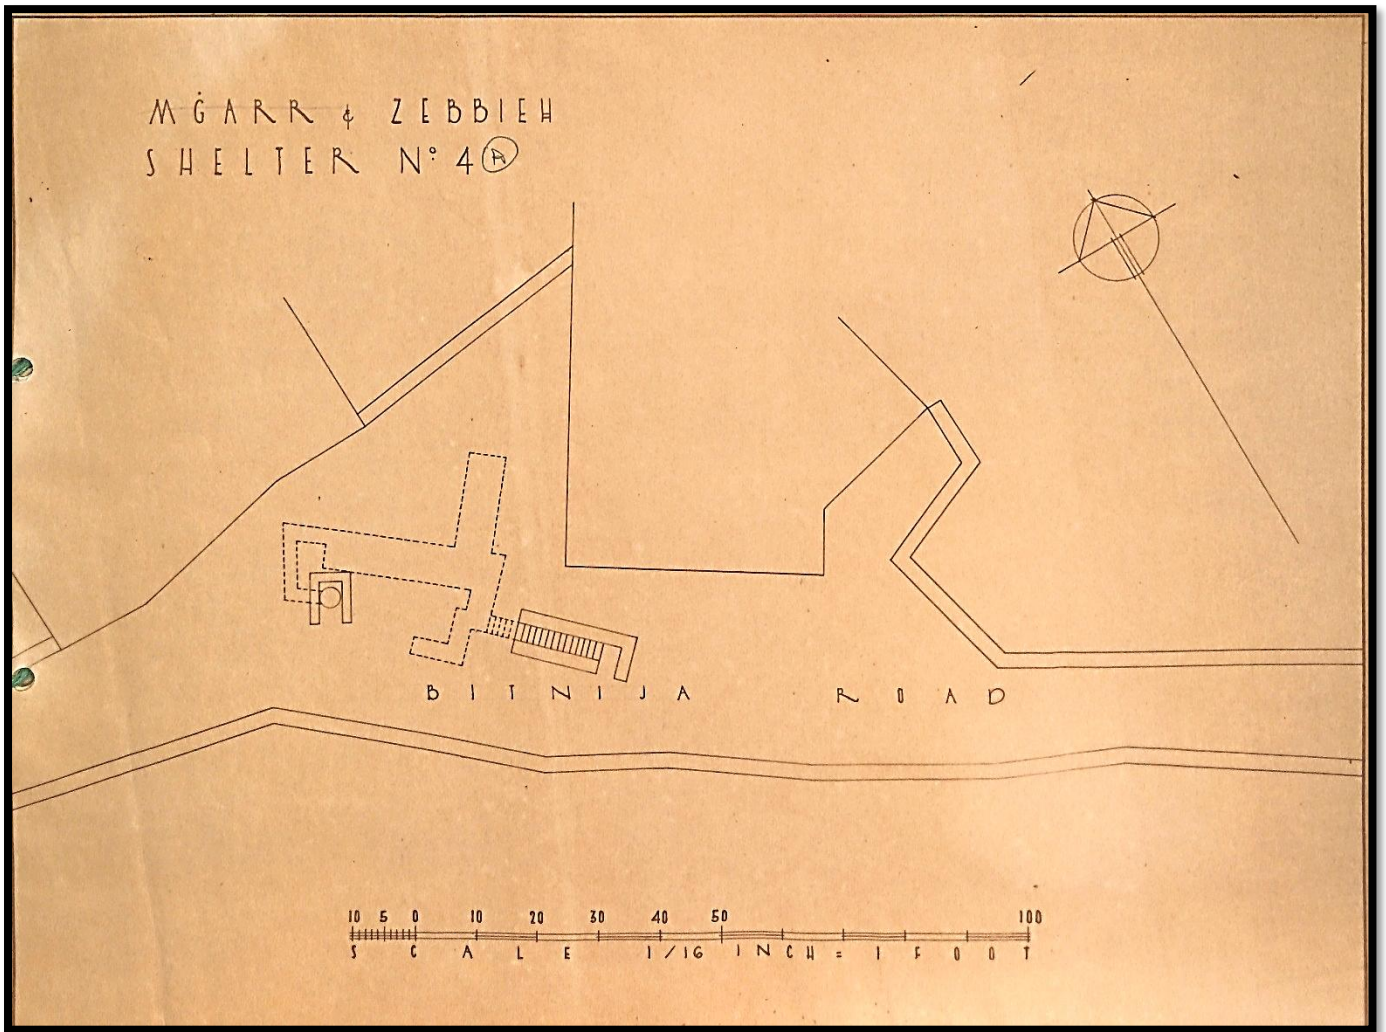 MĠARR & ZEBBIEH
SHELTER Nº 4 A
BITNIJA ROAD
10 5 0 10 20 30 40 50 100
SCALE 1/16 INCH = 1 FOOT